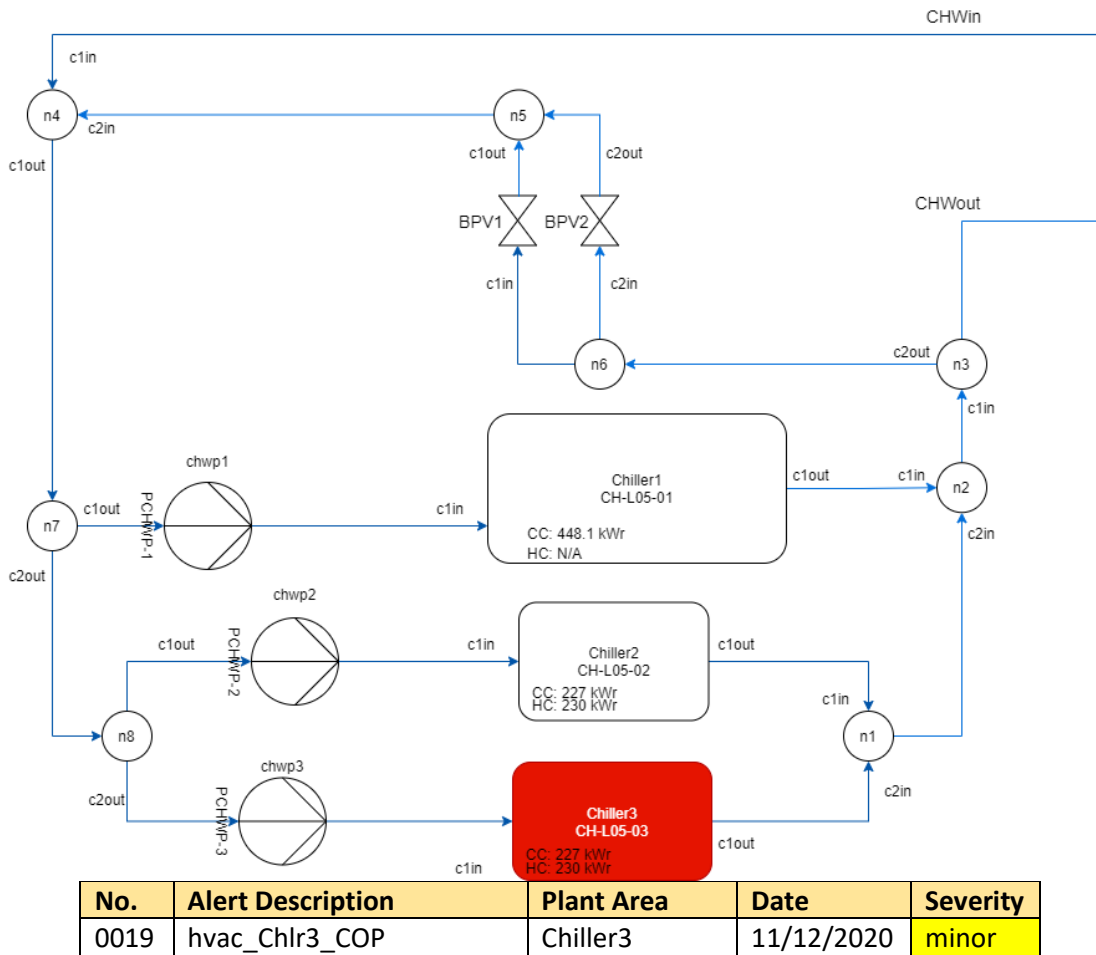 CHWin
c1in
n4
c2in
n5
c1out
c1out
c2out
CHWout
BPV1
BPV2
c1in
c2in
n6
c2out
n3
c1in
chwp1
PCHWP-1
n7
c1out
c1in
Chiller1
CH-L05-01
CC: 448.1 kWr
HC: N/A
c1out
c1in
n2
c2out
c2in
chwp2
PCHWP-2
c1out
c1in
Chiller2
CH-L05-02
CC: 227 kWr
HC: 230 kWr
c1out
c1in
n8
n1
chwp3
PCHWP-3
c2out
c1in
Chiller3
CH-L05-03
CC: 227 kWr
HC: 230 kWr
c1out
c2in
No. Alert Description Plant Area Date Severity
0019 hvac_Chlr3_COP Chiller3 11/12/2020 minor